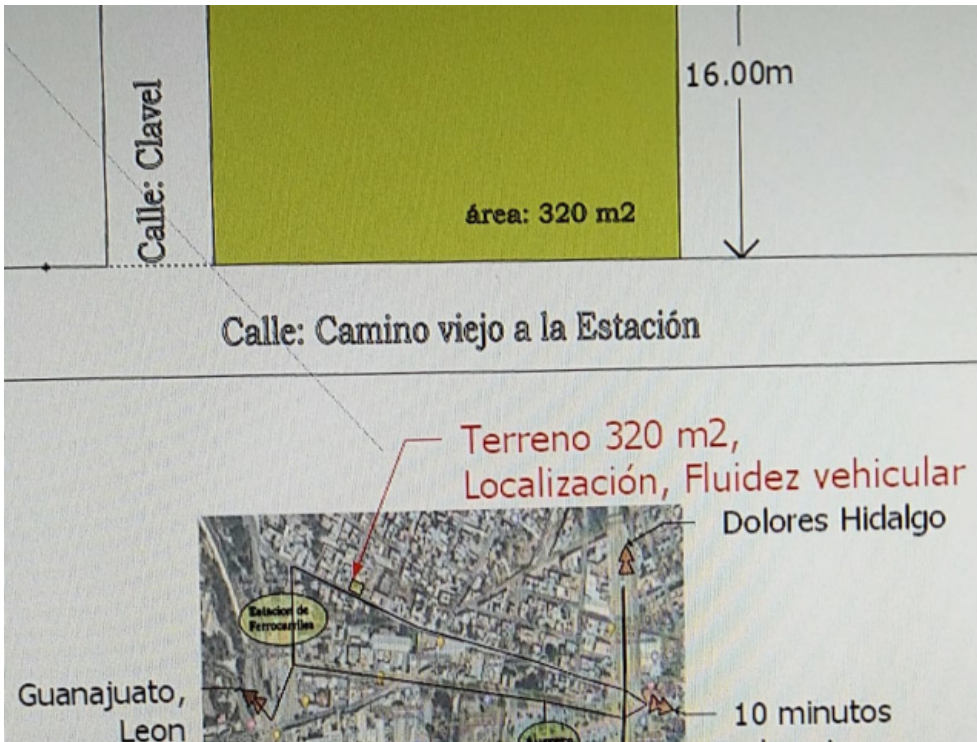 16.00m
Calle: Clavel
área: 320 m2
Calle: Camino viejo a la Estación
Terreno 320 m2,
Localización, Fluidez vehicular
Dolores Hidalgo
Estacion de
Ferrocarriles
Guanajuato,
Leon
10 minutos